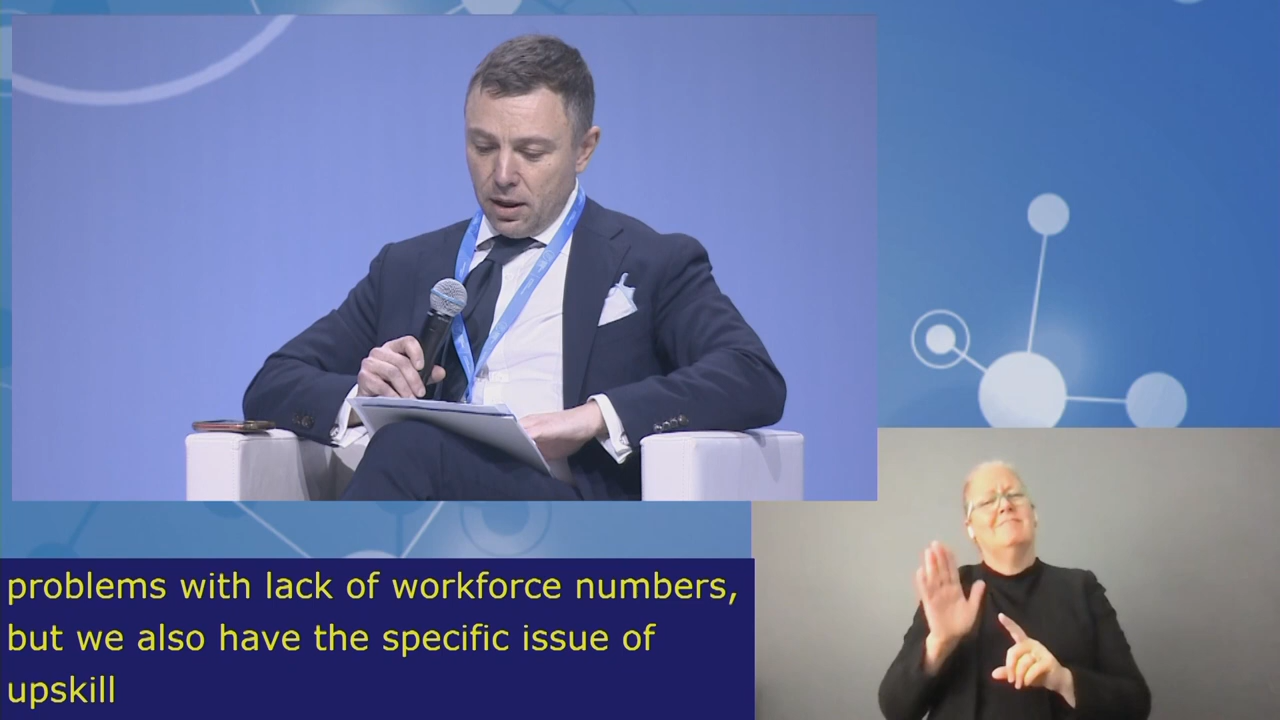 problems with lack of workforce numbers,
but we also have the specific issue of
upskill